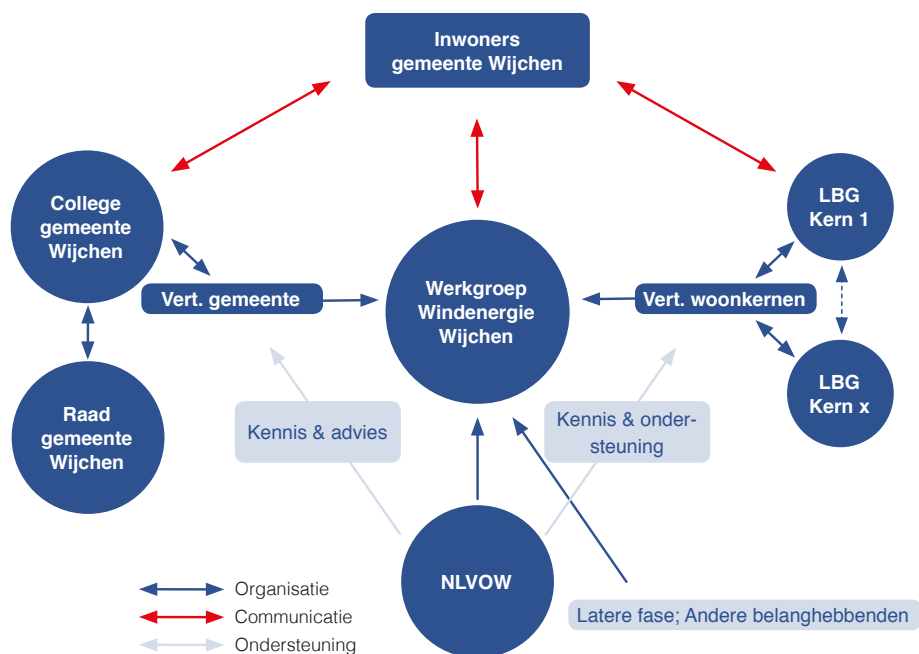 Inwoners
gemeente Wijchen
College
gemeente
Wijchen
LBG
Kern 1
Vert. gemeente
Werkgroep
Windenergie
Wijchen
Vert. woonkernen
LBG
Kern x
Raad
gemeente
Wijchen
Kennis & advies
Kennis & onder-
steuning
NLVOW
Latere fase; Andere belanghebbenden
Organisatie
Communicatie
Ondersteuning